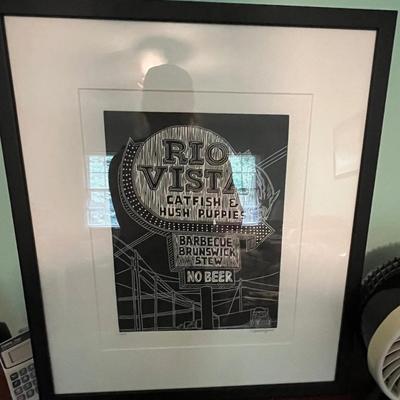 RIO
VISTA
CATFISH &
HUSH PUPPIES
BARBECUE
BRUNSWICK
STEW
NO BEER